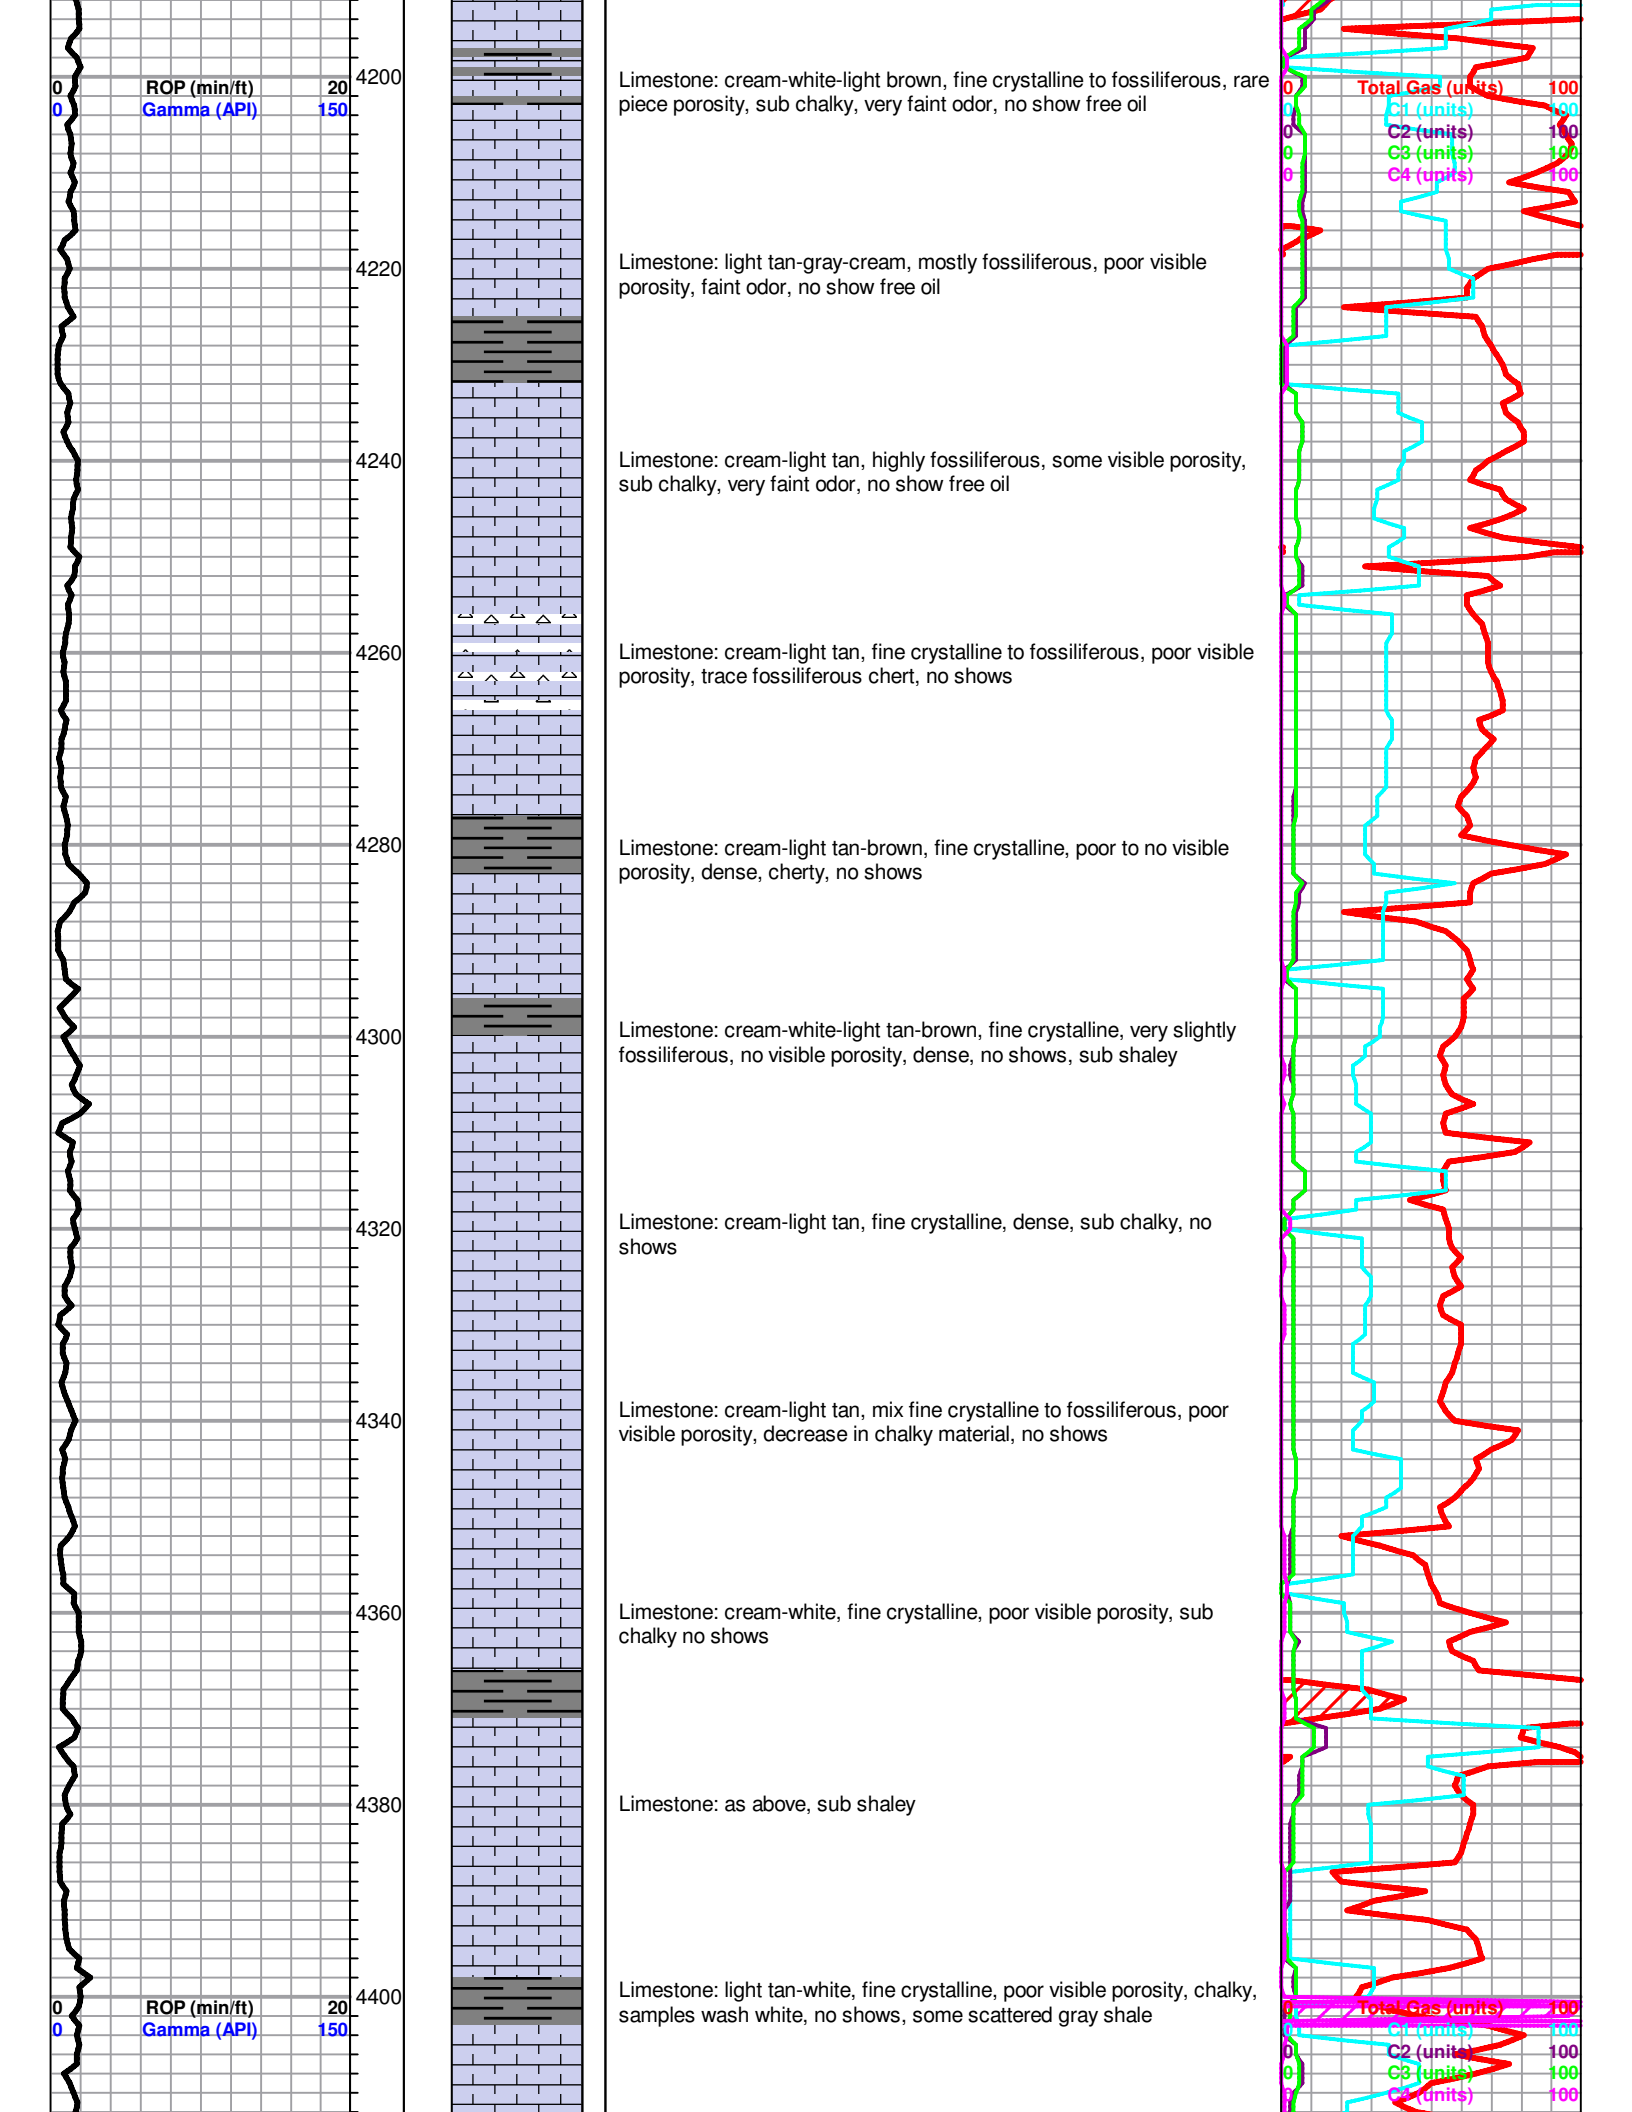 4200
0 ROP (min/ft) 20
0 Gamma (API) 150
Limestone: cream-white-light brown, fine crystalline to fossiliferous, rare
piece porosity, sub chalky, very faint odor, no show free oil
0 Total Gas (units) 100
0 C1 (units) 100
0 C2 (units) 100
0 C3 (units) 100
0 C4 (units) 100
4220
Limestone: light tan-gray-cream, mostly fossiliferous, poor visible
porosity, faint odor, no show free oil
4240
Limestone: cream-light tan, highly fossiliferous, some visible porosity,
sub chalky, very faint odor, no show free oil
4260
Limestone: cream-light tan, fine crystalline to fossiliferous, poor visible
porosity, trace fossiliferous chert, no shows
4280
Limestone: cream-light tan-brown, fine crystalline, poor to no visible
porosity, dense, cherty, no shows
4300
Limestone: cream-white-light tan-brown, fine crystalline, very slightly
fossiliferous, no visible porosity, dense, no shows, sub shaley
4320
Limestone: cream-light tan, fine crystalline, dense, sub chalky, no
shows
4340
Limestone: cream-light tan, mix fine crystalline to fossiliferous, poor
visible porosity, decrease in chalky material, no shows
4360
Limestone: cream-white, fine crystalline, poor visible porosity, sub
chalky no shows
4380
Limestone: as above, sub shaley
4400
0 ROP (min/ft) 20
0 Gamma (API) 150
Limestone: light tan-white, fine crystalline, poor visible porosity, chalky,
samples wash white, no shows, some scattered gray shale
0 Total Gas (units) 100
0 C1 (units) 100
0 C2 (units) 100
0 C3 (units) 100
0 C4 (units) 100